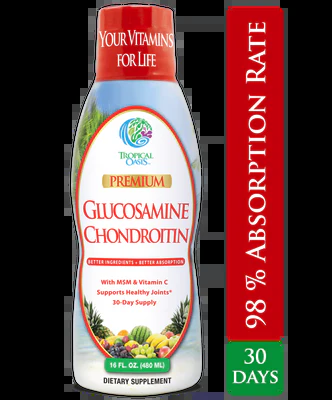 YOUR VITAMINS
FOR LIFE
TROPICAL
OASIS
PREMIUM
GLUCOSAMINE
CHONDROITIN
BETTER INGREDIENTS • BETTER ABSORPTION
With MSM & Vitamin C
Supports Healthy Joints*
30-Day Supply
16 FL. OZ. (480 ML)
DIETARY SUPPLEMENT
98 % ABSORPTION RATE
30
DAYS